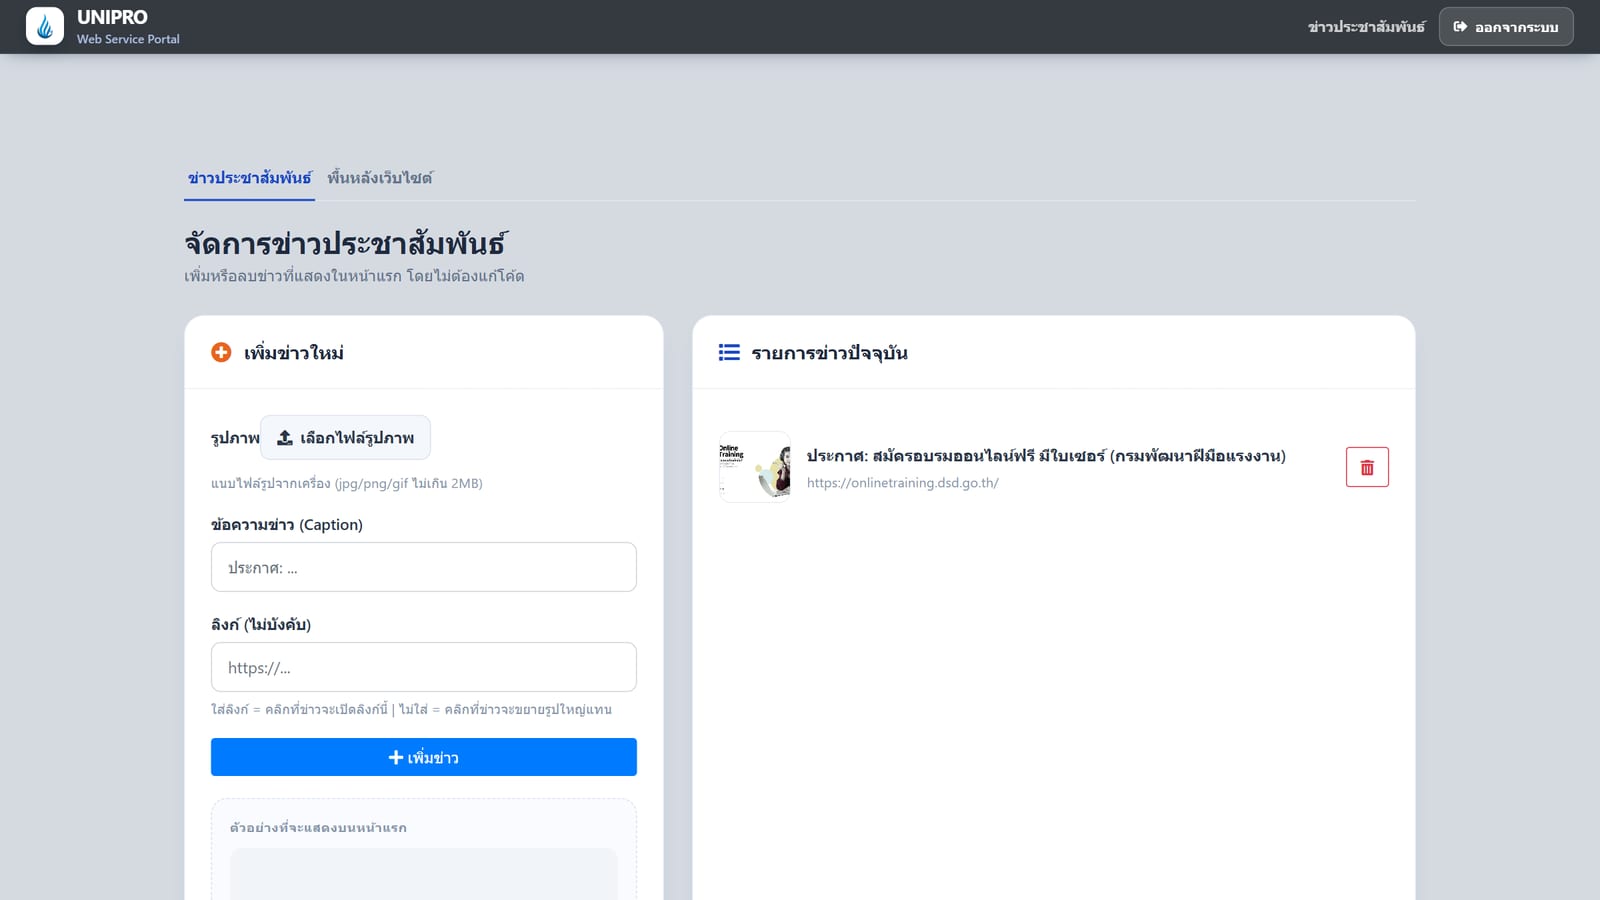 UNIPRO
Web Service Portal
ข่าวประชาสัมพันธ์
ออกจากระบบ
ข่าวประชาสัมพันธ์
พื้นหลังเว็บไซต์
จัดการข่าวประชาสัมพันธ์
เพิ่มหรือลบข่าวที่แสดงในหน้าแรก โดยไม่ต้องแก้โค้ด
เพิ่มข่าวใหม่
รูปภาพ
เลือกไฟล์รูปภาพ
แนบไฟล์รูปจากเครื่อง (jpg/png/gif ไม่เกิน 2MB)
ข้อความข่าว (Caption)
ประกาศ: ...
ลิงก์ (ไม่บังคับ)
https://...
ใส่ลิงก์ = คลิกที่ข่าวจะเปิดลิงก์นี้ | ไม่ใส่ = คลิกที่ข่าวจะขยายรูปใหญ่แทน
เพิ่มข่าว
ตัวอย่างที่จะแสดงบนหน้าแรก
รายการข่าวปัจจุบัน
Online
Training
ประกาศ: สมัครอบรมออนไลน์ฟรี มีใบเซอร์ (กรมพัฒนาฝีมือแรงงาน)
https://onlinetraining.dsd.go.th/